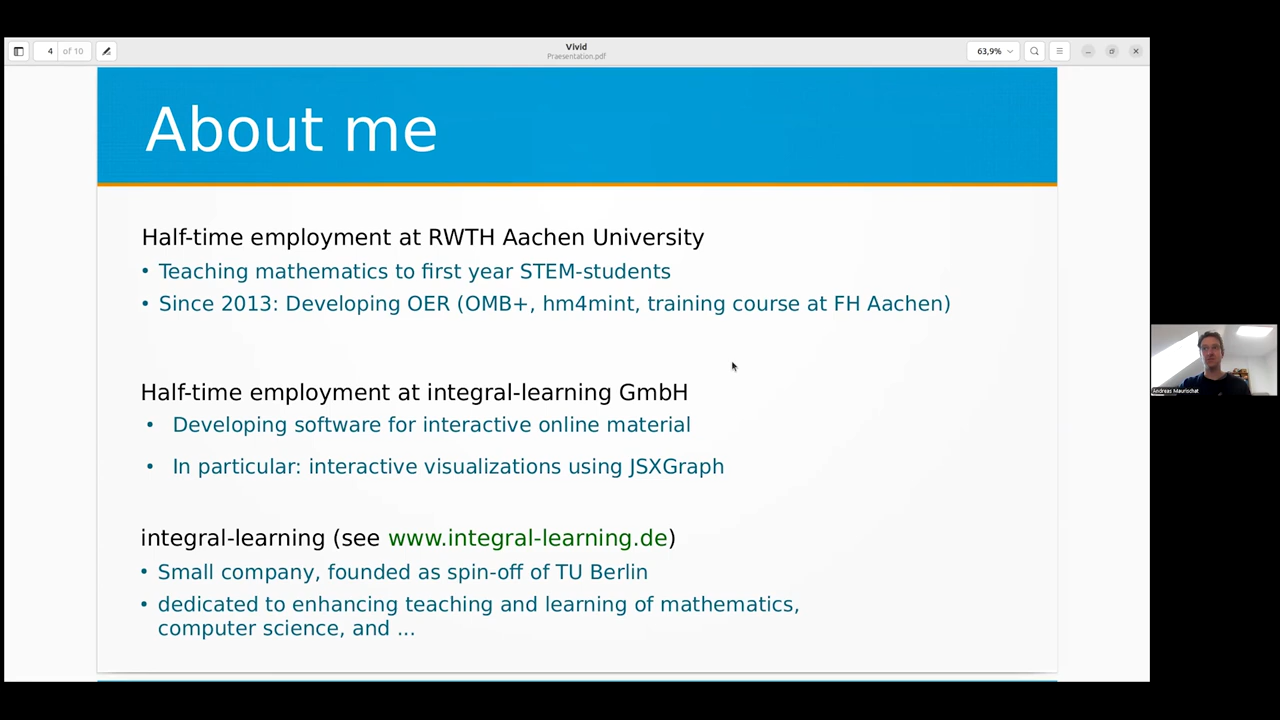 4 of 10
Vivid
Praesentation.pdf
63,9%
About me
Half-time employment at RWTH Aachen University
• Teaching mathematics to first year STEM-students
• Since 2013: Developing OER (OMB+, hm4mint, training course at FH Aachen)
Half-time employment at integral-learning GmbH
• Developing software for interactive online material
• In particular: interactive visualizations using JSXGraph
integral-learning (see www.integral-learning.de)
• Small company, founded as spin-off of TU Berlin
• dedicated to enhancing teaching and learning of mathematics,
computer science, and ...
Andreas Maurischat